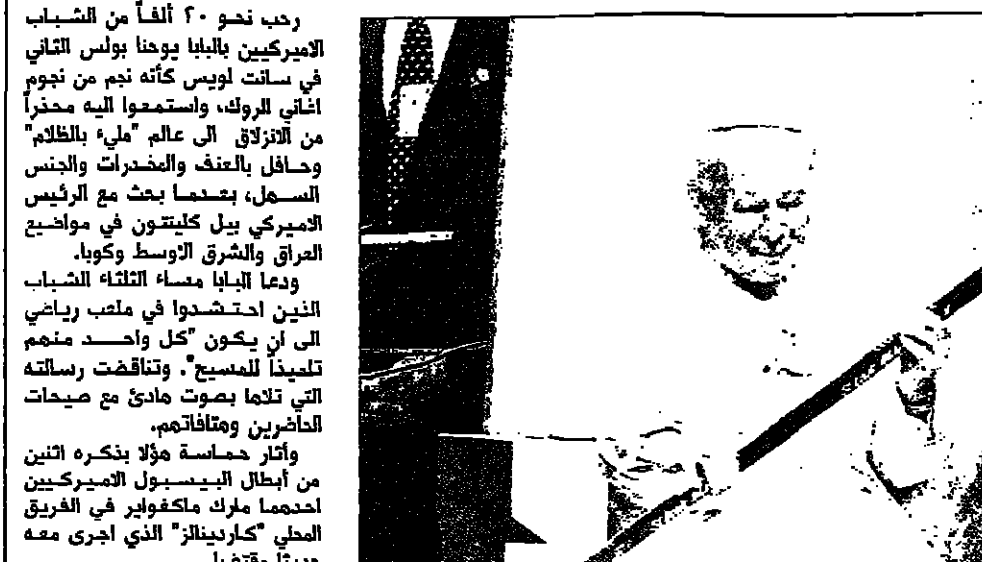 رحب نحو ٢٠ ألفاً من الشباب
الاميركيين بالبابا يوحنا بولس الثاني
في سانت لويس كأنه نجم من نجوم
اغاني الروك، واستمعوا اليه محذراً
من الانزلاق الى عالم "مليء بالظلام"
وحافل بالعنف والمخدرات والجنس
السهل، بعدما بحث مع الرئيس
الاميركي بيل كلينتون في مواضيع
العراق والشرق الاوسط وكوبا.
ودعا البابا مساء الثلثاء الشباب
الذين احتشدوا في ملعب رياضي
الى ان يكون "كل واحد منهم
تلميذاً للمسيح". وتناقضت رسالته
التي تلاها بصوت هادئ مع صيحات
الحاضرين وهتافاتهم.
وأثار حماسة هؤلا بذكره اثنين
من أبطال البيسبول الاميركيين
احدهما مارك ماكغواير في الفريق
المحلي "كاردينالز" الذي اجرى معه